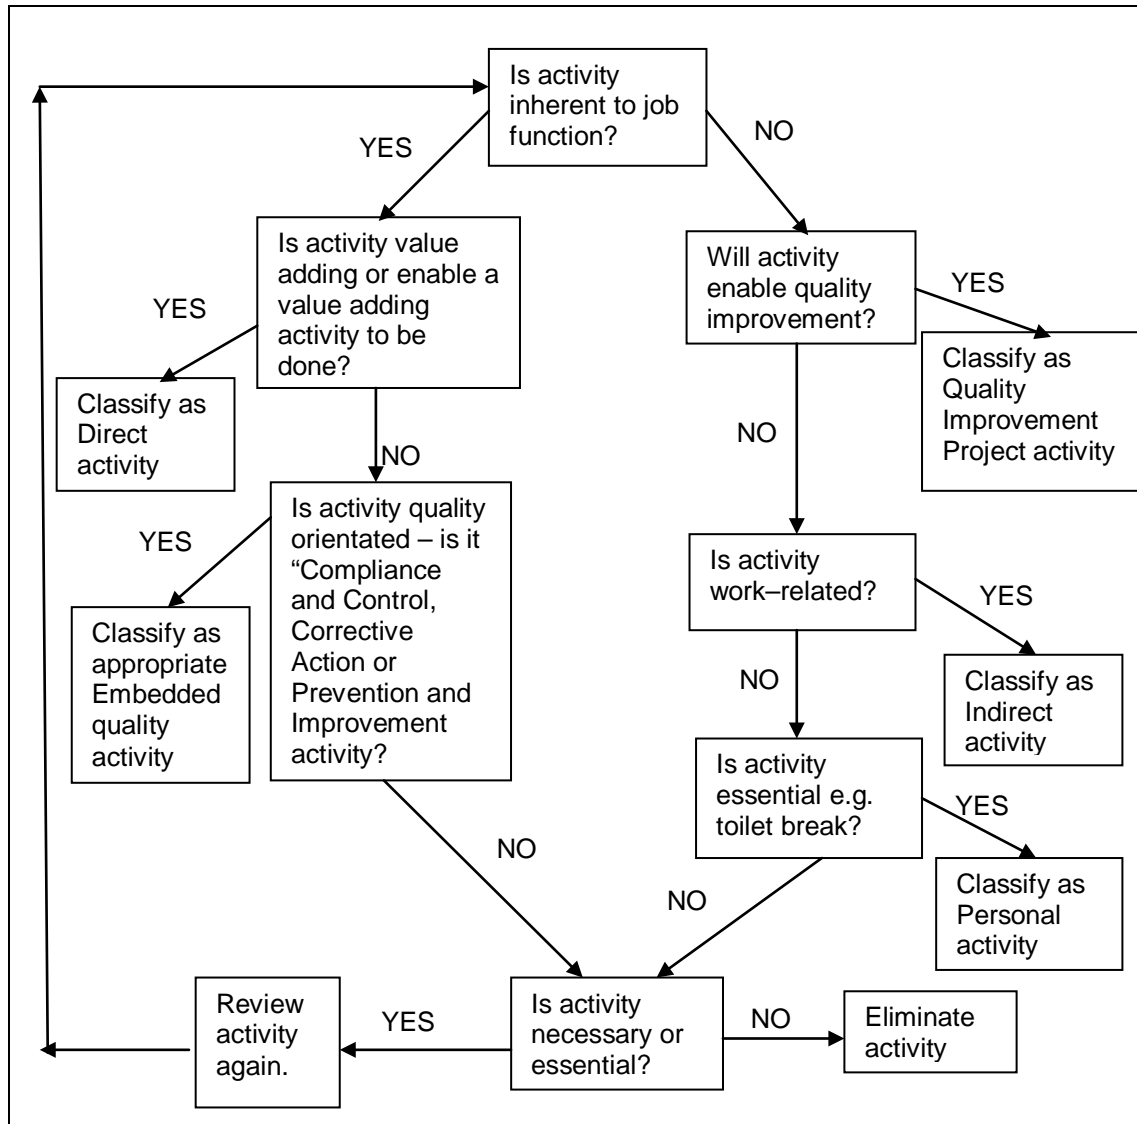 Is activity
inherent to job
function?
YES
NO
Is activity value
adding or enable a
value adding
activity to be
done?
Will activity
enable quality
improvement?
YES
YES
Classify as
Direct
activity
Classify as
Quality
Improvement
Project activity
NO
NO
Is activity quality
orientated – is it
“Compliance
and Control,
Corrective
Action or
Prevention and
Improvement
activity?
YES
Is activity
work–related?
YES
Classify as
appropriate
Embedded
quality
activity
NO
Classify as
Indirect
activity
Is activity
essential e.g.
toilet break?
YES
NO
NO
Classify as
Personal
activity
Review
activity
again.
YES
Is activity
necessary or
essential?
NO
Eliminate
activity